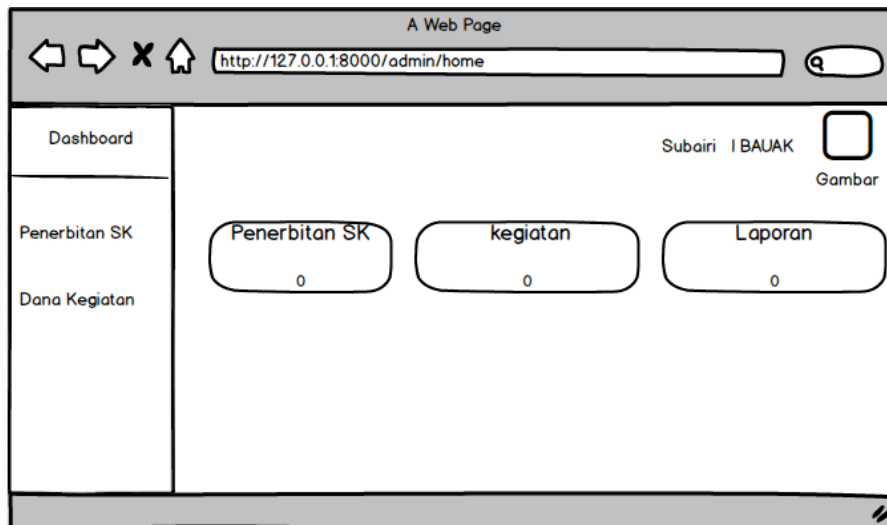 A Web Page
http://127.0.0.1:8000/admin/home
Dashboard
Subairi I BAUAK
Gambar
Penerbitan SK
Dana Kegiatan
Penerbitan SK
0
kegiatan
0
Laporan
0